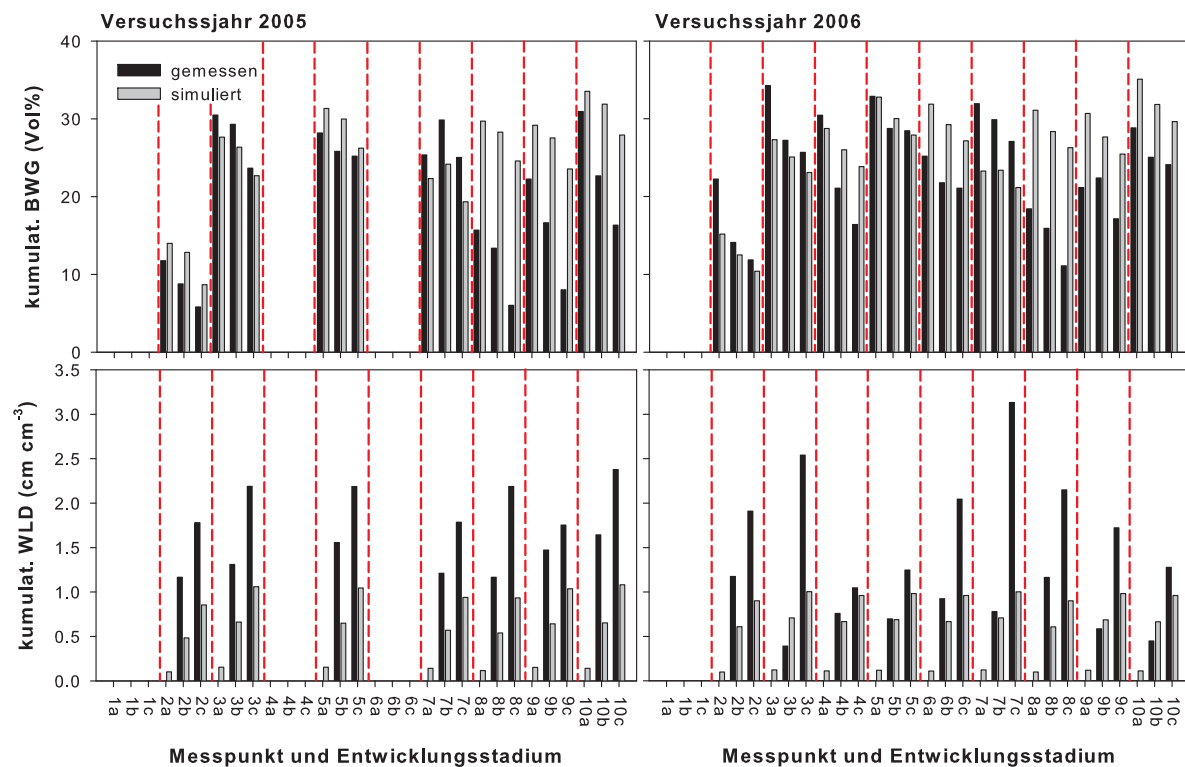 Versuchssjahr 2005
Versuchssjahr 2006
kumulat. BWG (Vol%)
40
30
20
10
0
gemessen
simuliert
kumulat. WLD (cm cm⁻³)
3.5
3.0
2.5
2.0
1.5
1.0
0.5
0.0
1a 1b 1c 2a 2b 2c 3a 3b 3c 4a 4b 4c 5a 5b 5c 6a 6b 6c 7a 7b 7c 8a 8b 8c 9a 9b 9c 10a 10b 10c
1a 1b 1c 2a 2b 2c 3a 3b 3c 4a 4b 4c 5a 5b 5c 6a 6b 6c 7a 7b 7c 8a 8b 8c 9a 9b 9c 10a 10b 10c
Messpunkt und Entwicklungsstadium
Messpunkt und Entwicklungsstadium